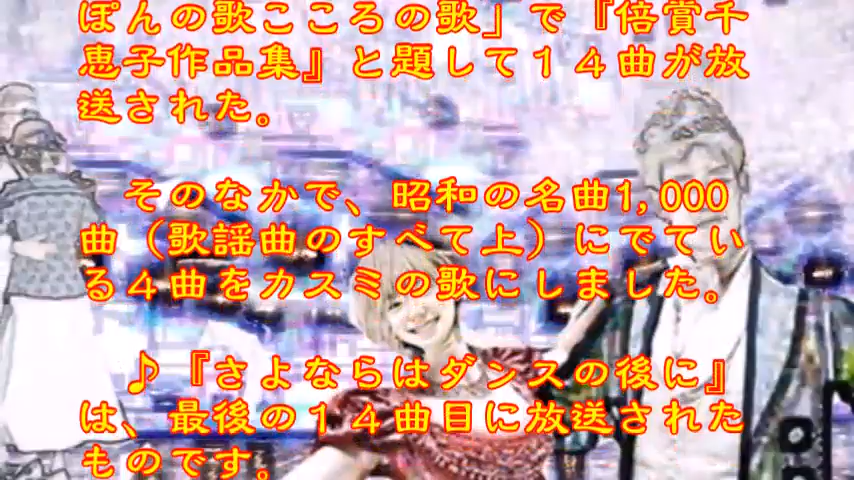 ぽんの歌こころの歌」で『倍賞千
恵子作品集』と題して１４曲が放
送された。
そのなかで、昭和の名曲1,000
曲（歌謡曲のすべて上）にでてい
る４曲をカスミの歌にしました。
♪『さよならはダンスの後に』
は、最後の１４曲目に放送された
ものです。